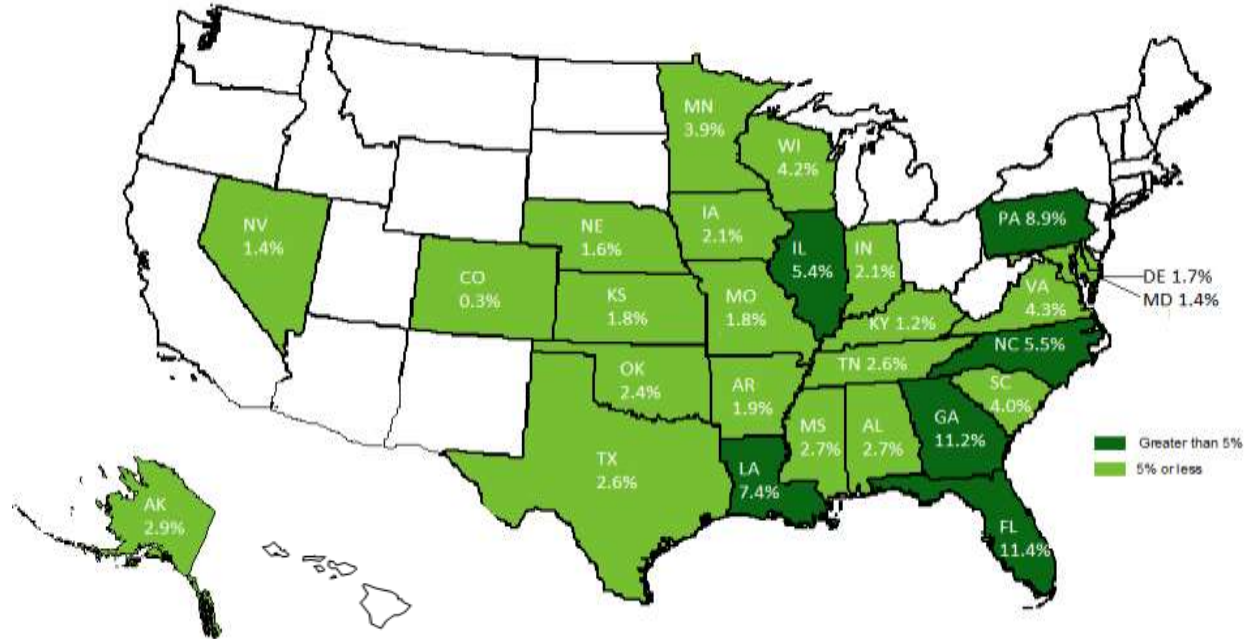 MN
3.9%
WI
4.2%
NV
1.4%
NE
1.6%
IA
2.1%
PA 8.9%
IL
5.4%
IN
2.1%
CO
0.3%
DE 1.7%
MD 1.4%
VA
4.3%
KS
1.8%
MO
1.8%
KY 1.2%
NC 5.5%
TN 2.6%
OK
2.4%
AR
1.9%
SC
4.0%
MS
2.7%
AL
2.7%
GA
11.2%
Greater than 5%
5% or less
TX
2.6%
LA
7.4%
AK
2.9%
FL
11.4%